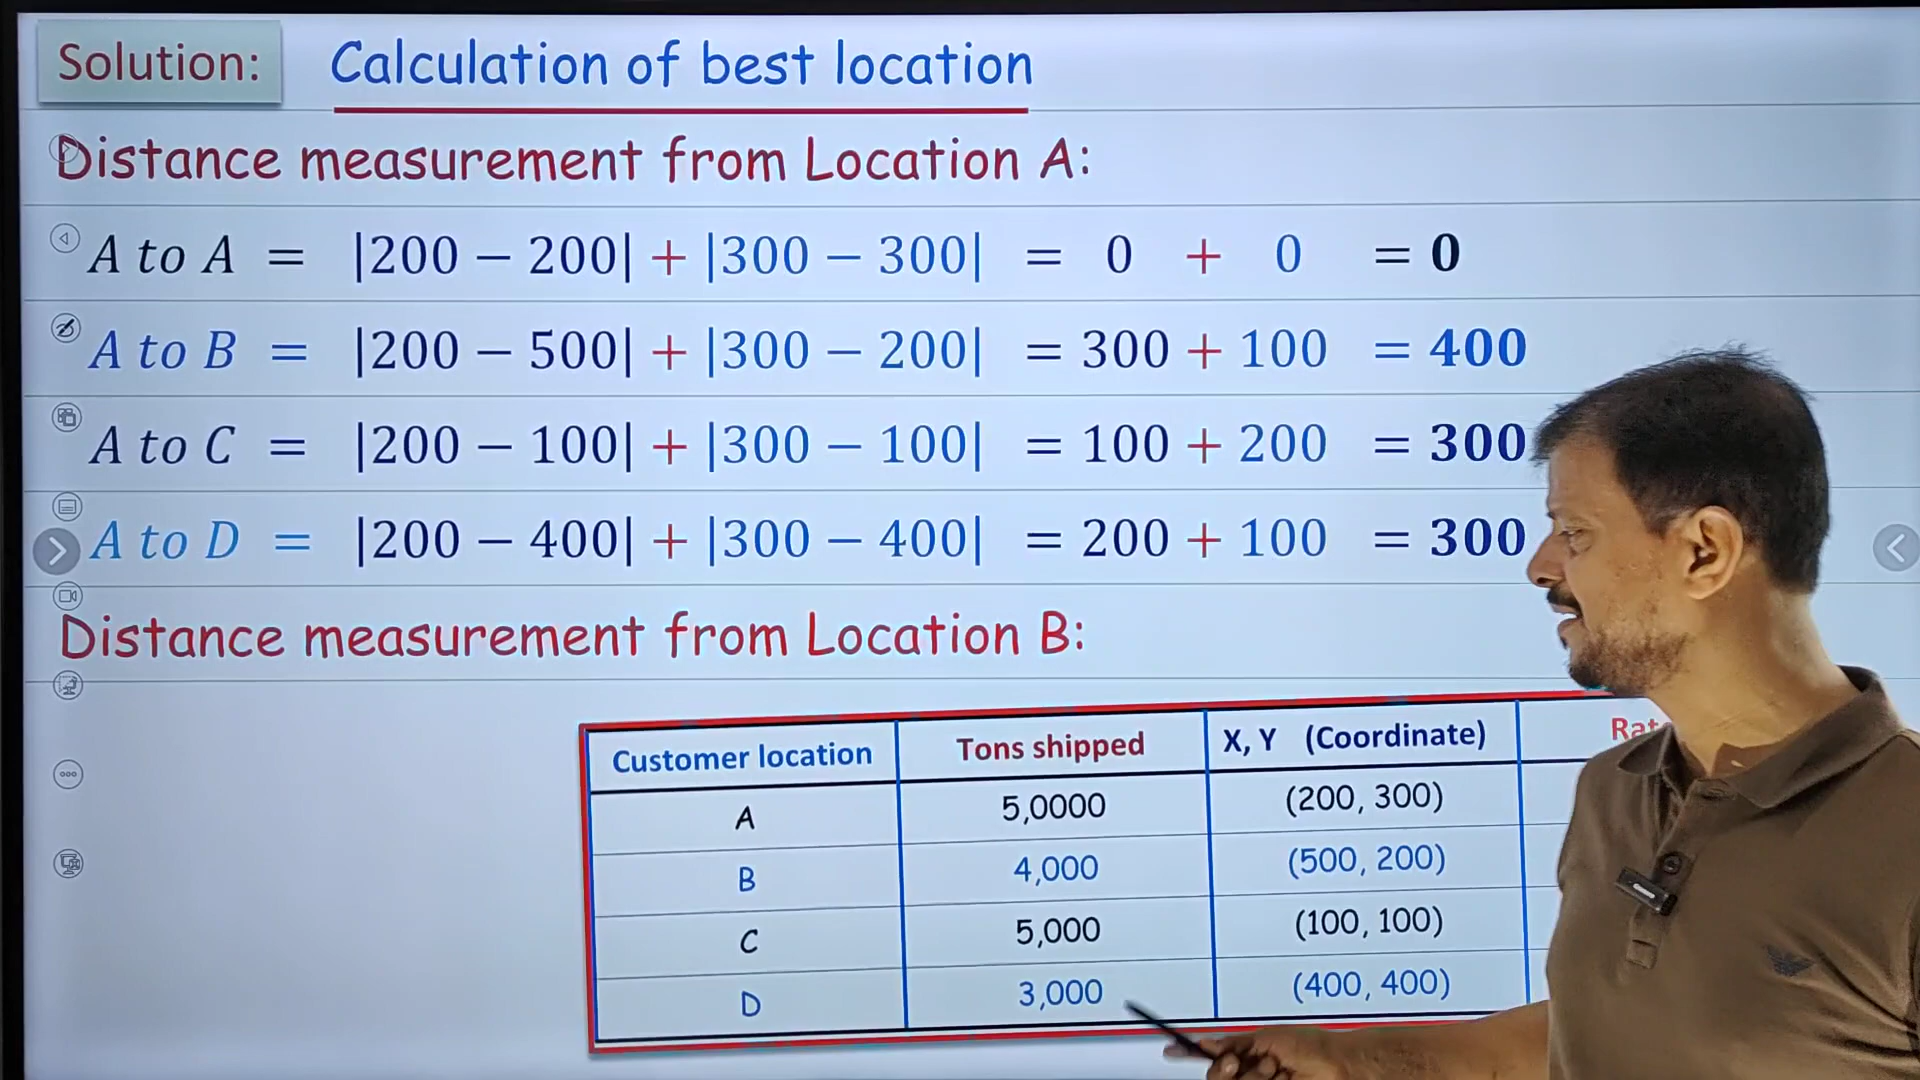 Solution: Calculation of best location
Distance measurement from Location A:
A to A = |200 − 200| + |300 − 300| = 0 + 0 = 0
A to B = |200 − 500| + |300 − 200| = 300 + 100 = 400
A to C = |200 − 100| + |300 − 100| = 100 + 200 = 300
A to D = |200 − 400| + |300 − 400| = 200 + 100 = 300
Distance measurement from Location B:
Customer location Tons shipped X, Y (Coordinate)
A 5,0000 (200, 300)
B 4,000 (500, 200)
C 5,000 (100, 100)
D 3,000 (400, 400)